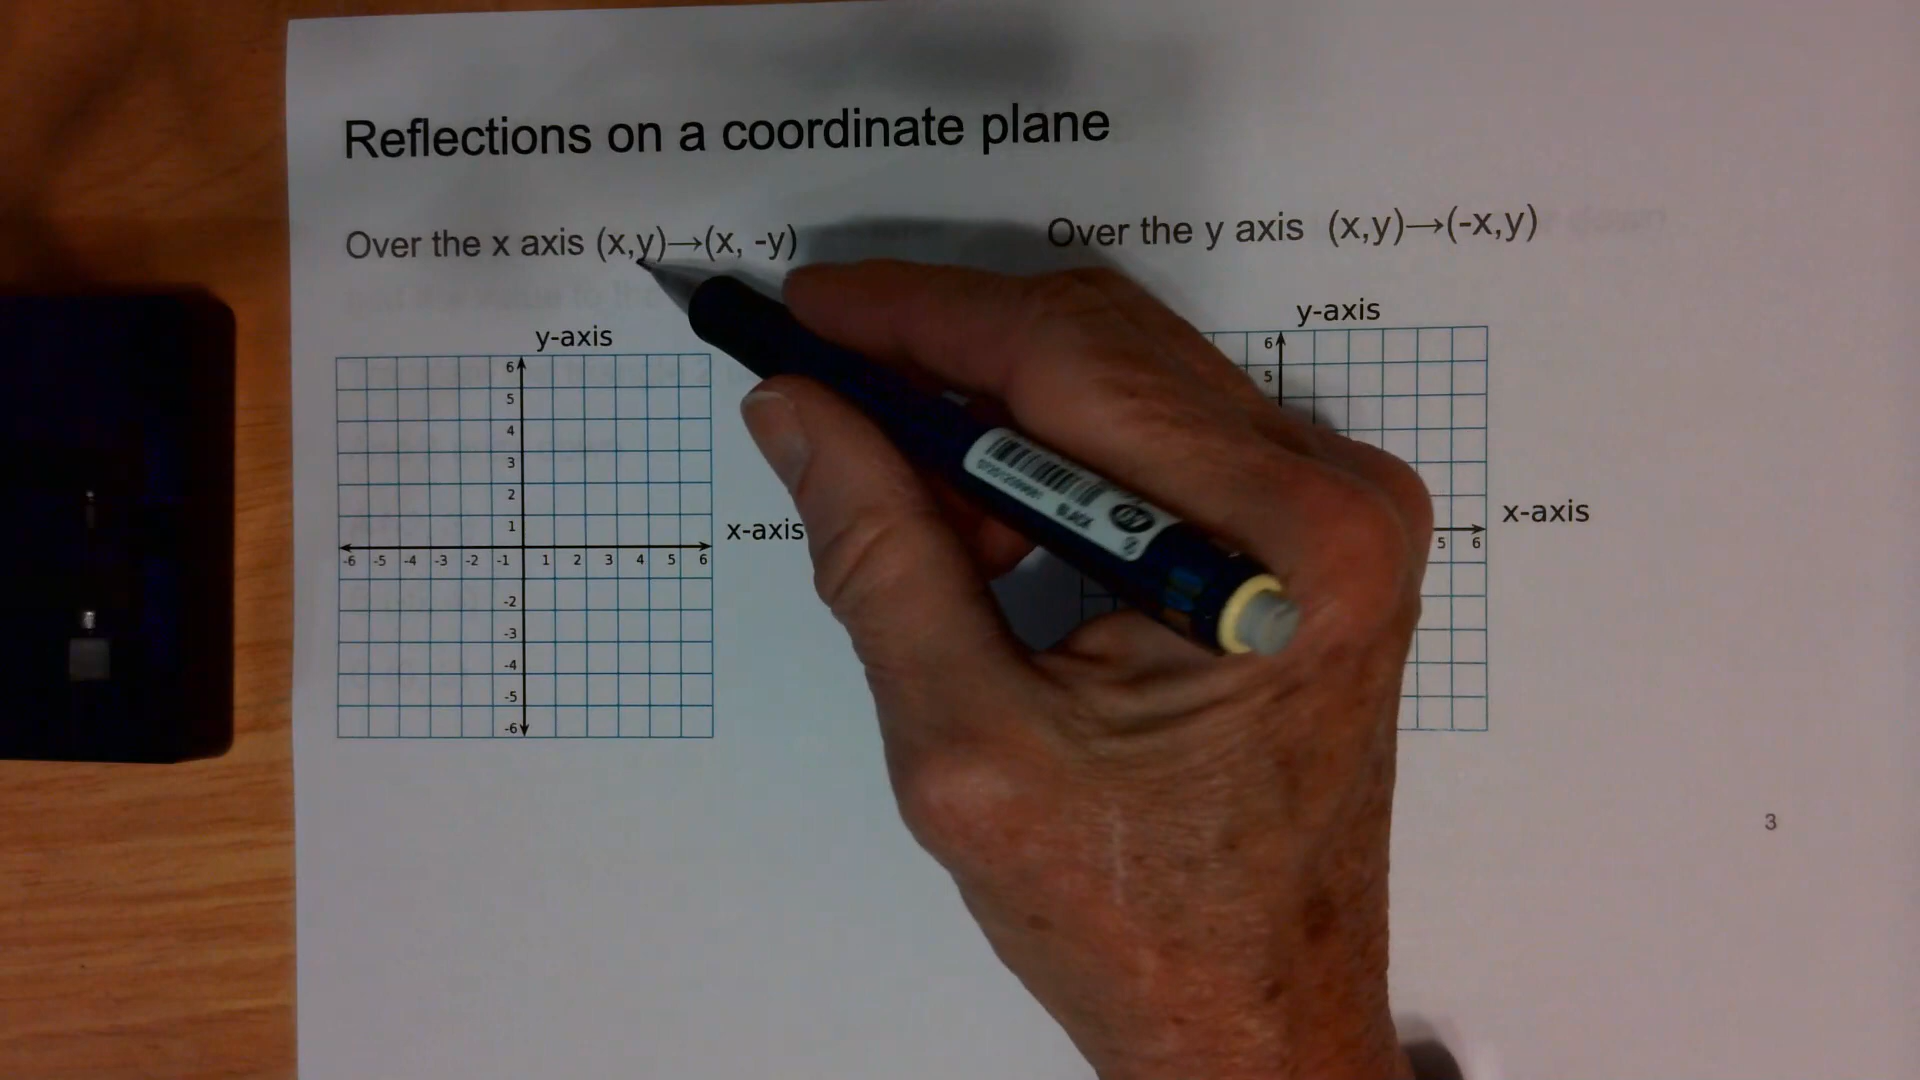 Reflections on a coordinate plane
Over the x axis (x,y)→(x, -y)
Over the y axis (x,y)→(-x,y)
y-axis
6
5
4
3
2
1
-6 -5 -4 -3 -2 -1 1 2 3 4 5 6
x-axis
-2
-3
-4
-5
-6
y-axis
6
5
x-axis
5 6
BLACK
3